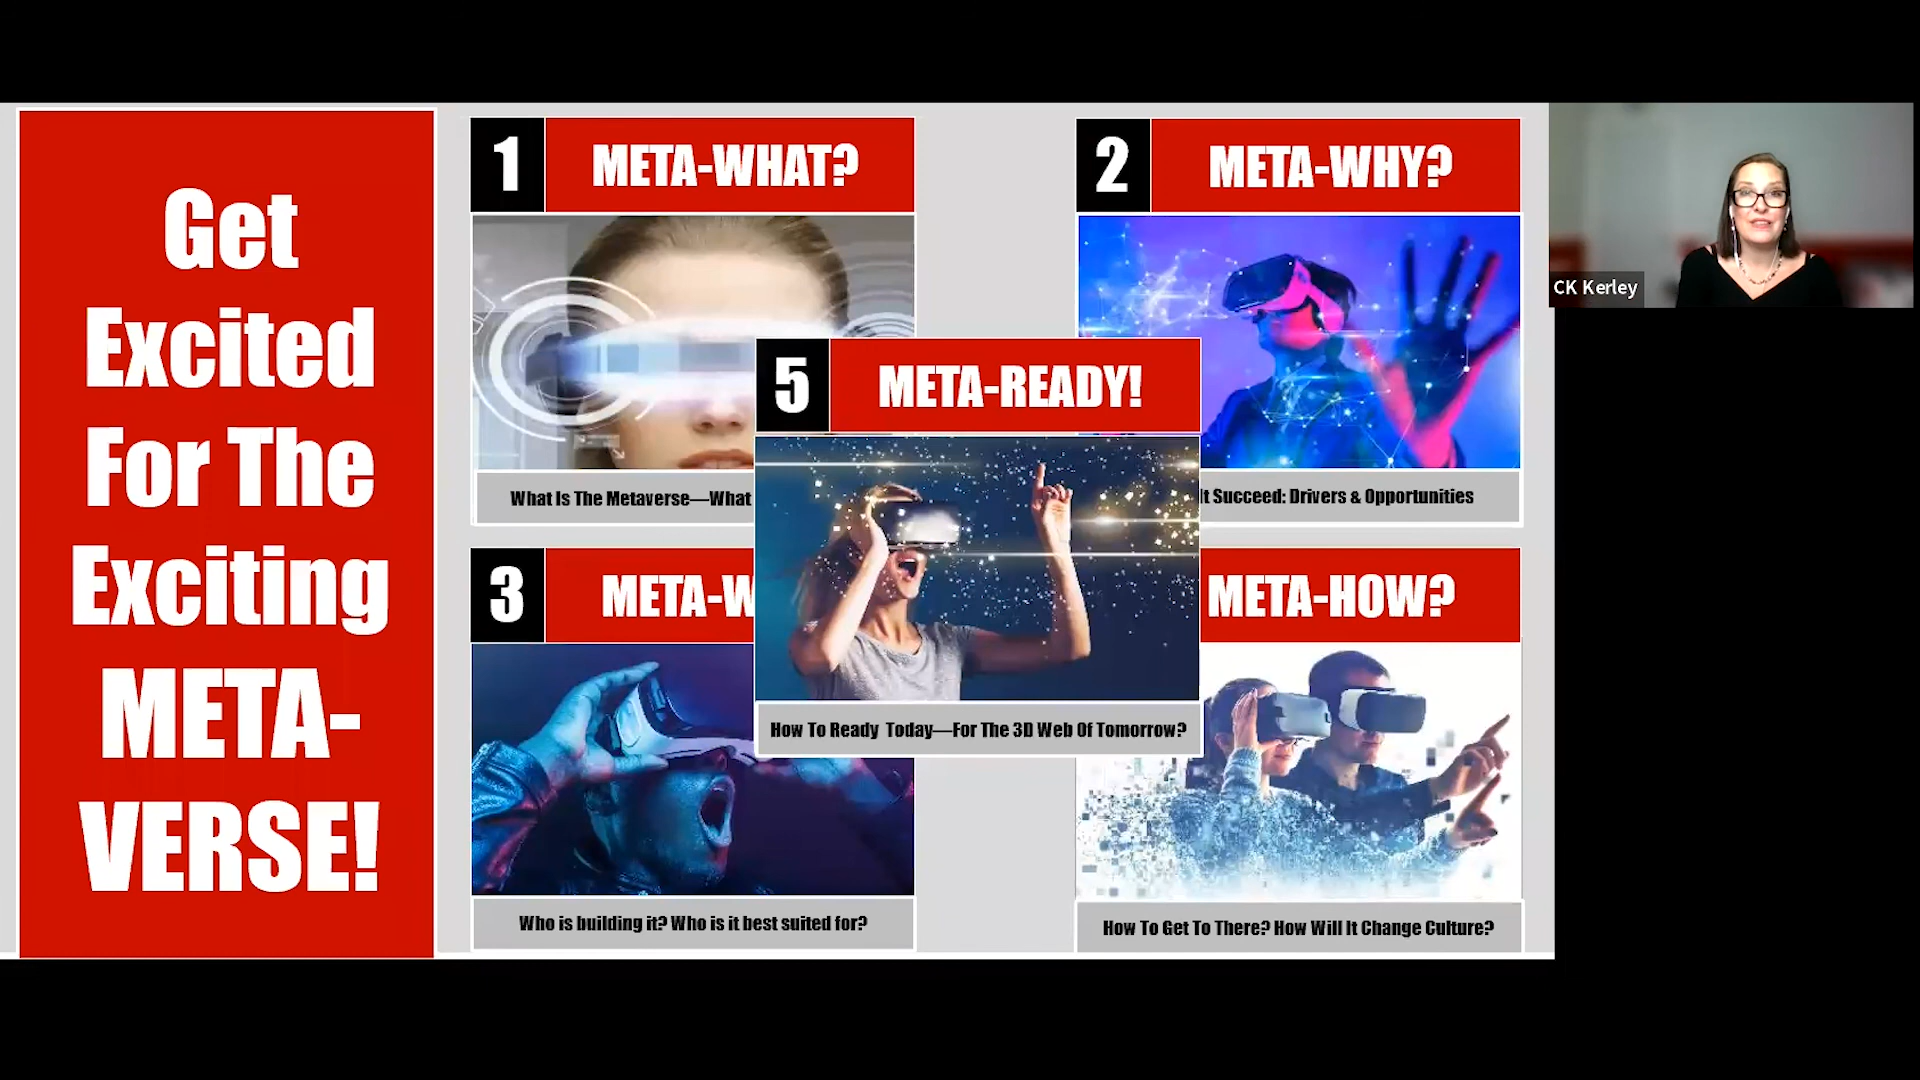 Get
Excited
For The
Exciting
META-
VERSE!
1
META-WHAT?
What Is The Metaverse—What
2
META-WHY?
It Succeed: Drivers & Opportunities
3
META-W
Who is building it? Who is it best suited for?
META-HOW?
How To Get To There? How Will It Change Culture?
5
META-READY!
How To Ready Today—For The 3D Web Of Tomorrow?
CK Kerley